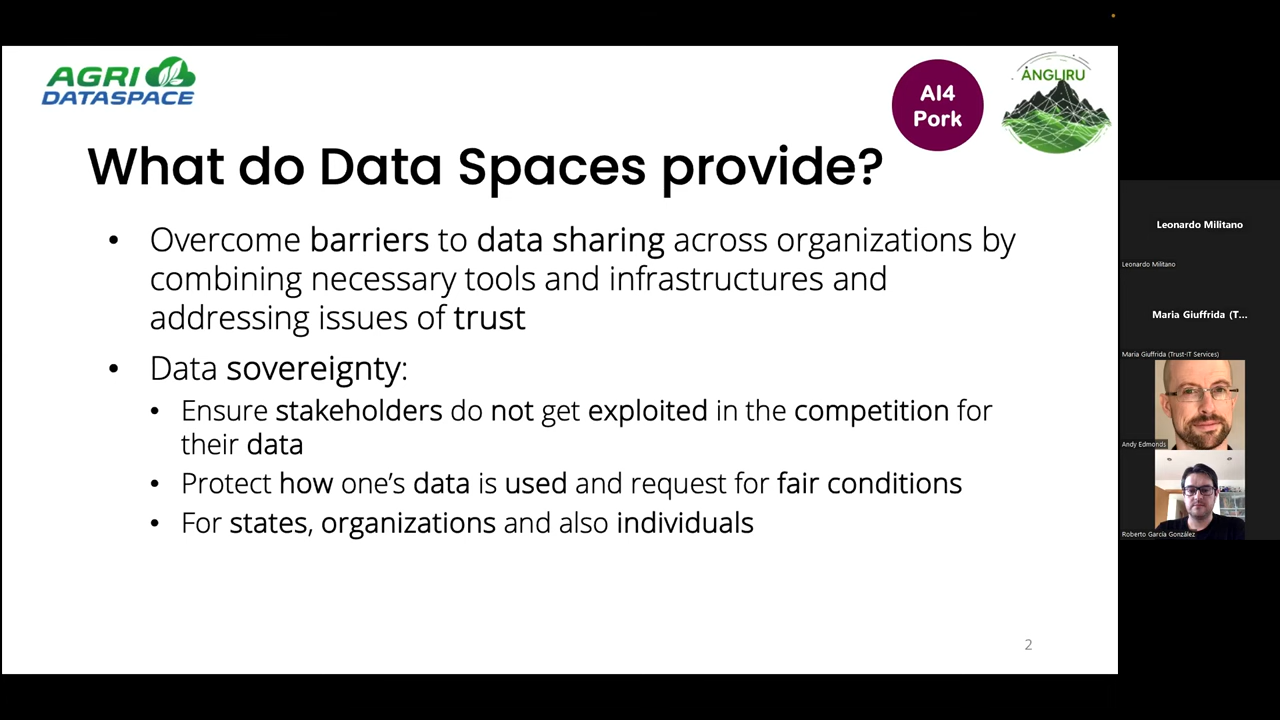 AGRI
DATASPACE
AI4
Pork
ANGLIRU
What do Data Spaces provide?
• Overcome barriers to data sharing across organizations by
combining necessary tools and infrastructures and
addressing issues of trust
• Data sovereignty:
• Ensure stakeholders do not get exploited in the competition for
their data
• Protect how one's data is used and request for fair conditions
• For states, organizations and also individuals
2
Leonardo Militano
Leonardo Militano
Maria Giuffrida (T...
Maria Giuffrida (Trust-IT Services)
Andy Edmonds
Roberto García González